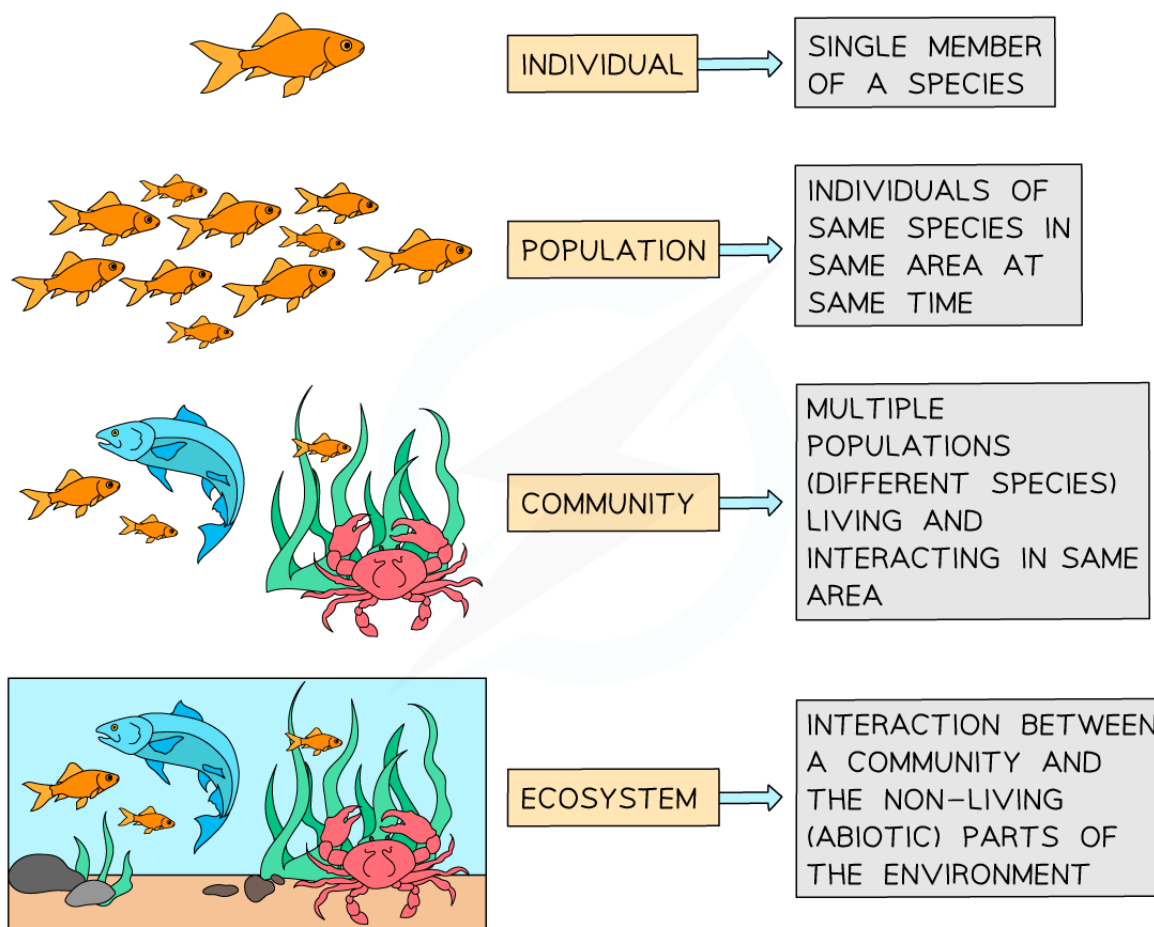 INDIVIDUAL
SINGLE MEMBER
OF A SPECIES
POPULATION
INDIVIDUALS OF
SAME SPECIES IN
SAME AREA AT
SAME TIME
COMMUNITY
MULTIPLE
POPULATIONS
(DIFFERENT SPECIES)
LIVING AND
INTERACTING IN SAME
AREA
ECOSYSTEM
INTERACTION BETWEEN
A COMMUNITY AND
THE NON-LIVING
(ABIOTIC) PARTS OF
THE ENVIRONMENT